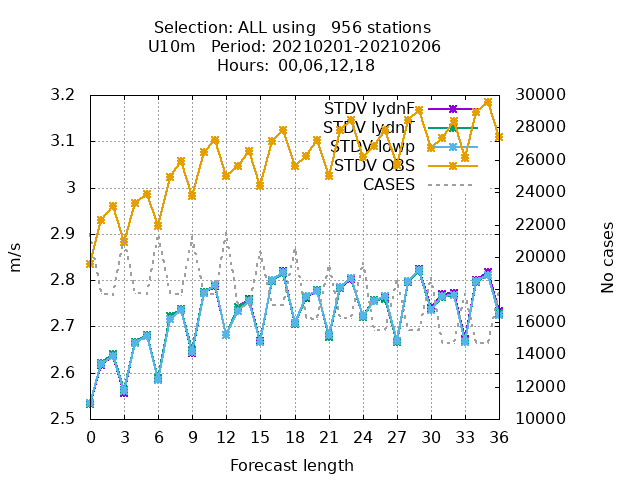 Selection: ALL using   956 stations
U10m   Period: 20210201-20210206
Hours:  00,06,12,18
3.2
3.1
3
2.9
2.8
2.7
2.6
2.5
30000
28000
26000
24000
22000
20000
18000
16000
14000
12000
10000
STDV lydnF
STDV lydnT
STDV lowp
STDV OBS
CASES
m/s
No cases
0 3 6 9 12 15 18 21 24 27 30 33 36
Forecast length